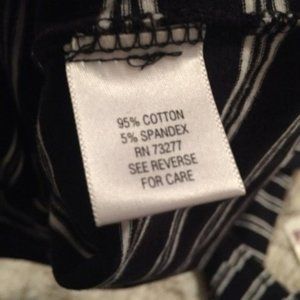 95% COTTON
5% SPANDEX
RN 73277
SEE REVERSE
FOR CARE